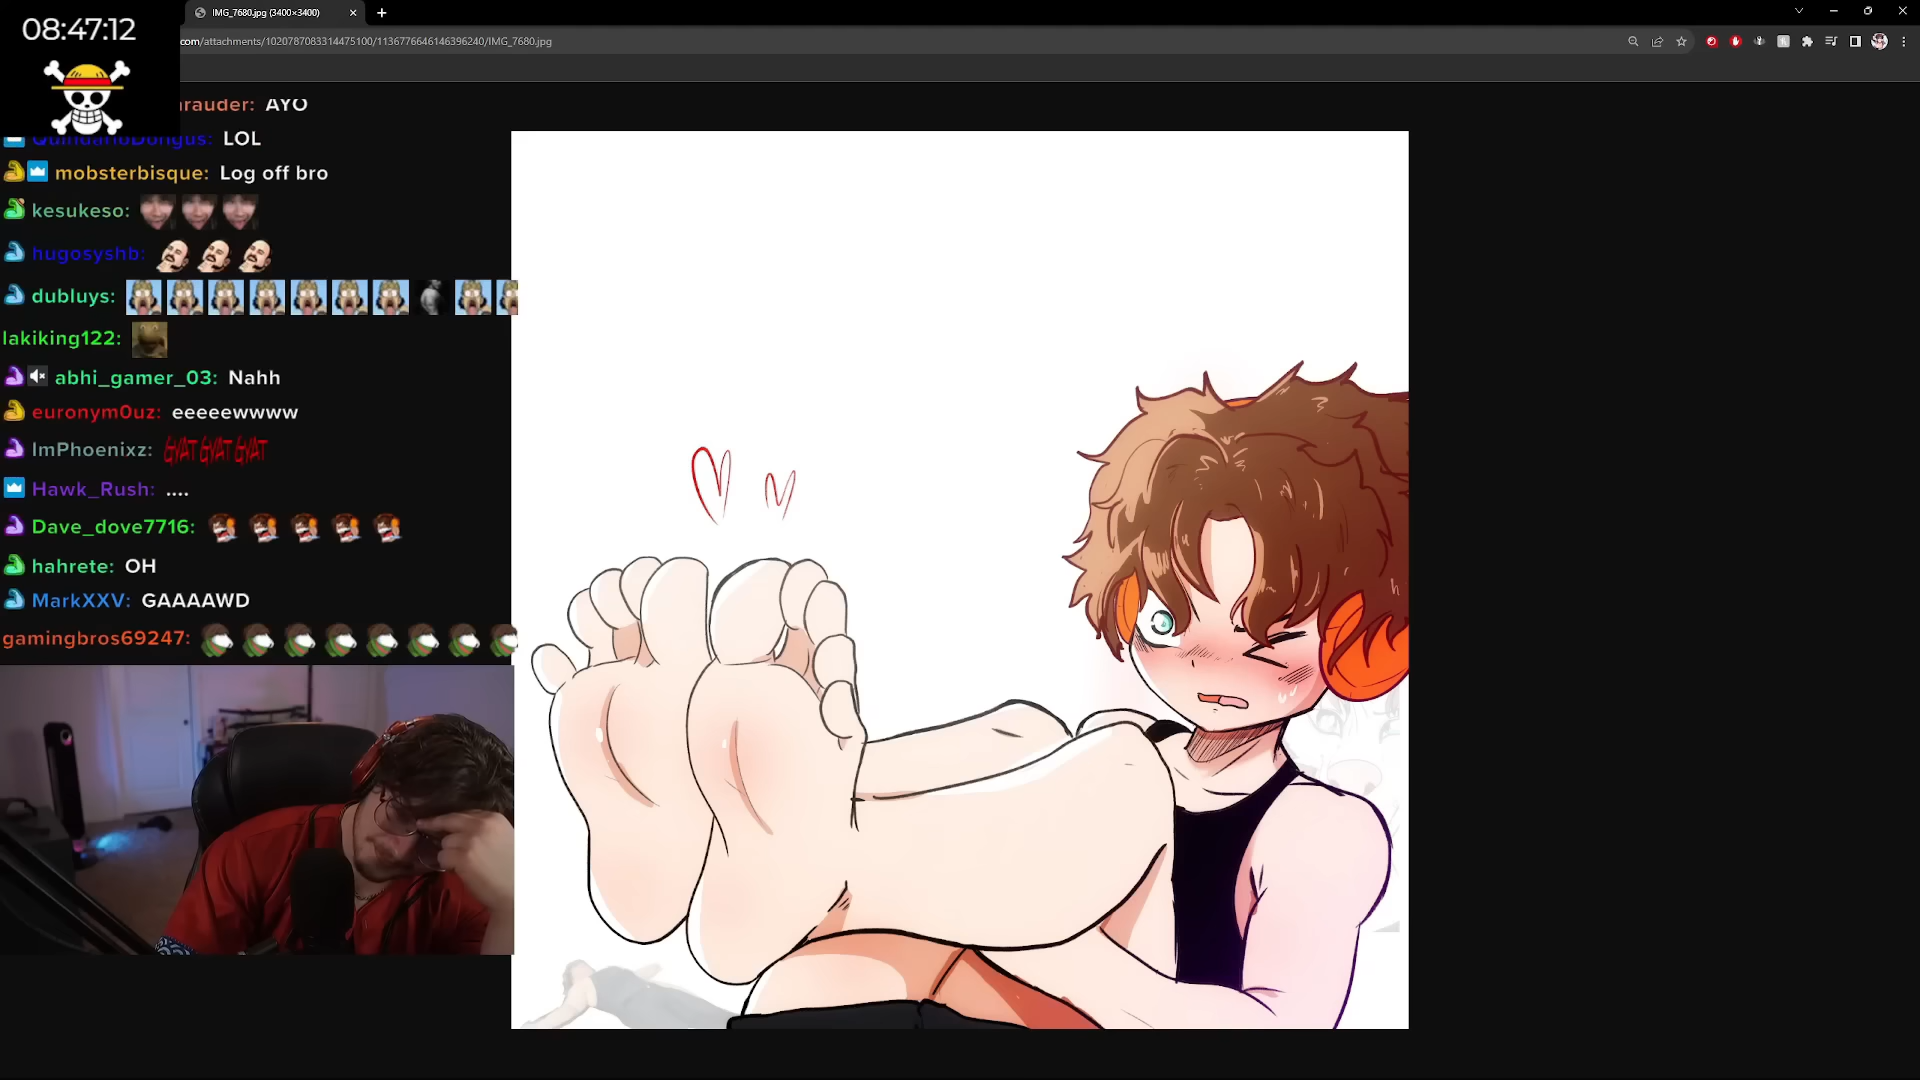 08:47:12
IMG_7680.jpg (3400×3400)
com/attachments/1020787083314475100/1136776646146396240/IMG_7680.jpg
arauder: AYO
QbindarioDongus: LOL
mobsterbisque: Log off bro
kesukeso:
hugosyshb:
dubluys:
lakiking122:
abhi_gamer_03: Nahh
euronym0uz: eeeeewwww
ImPhoenixz: GYAT GYAT GYAT
Hawk_Rush: ....
Dave_dove7716:
hahrete: OH
MarkXXV: GAAAAWD
gamingbros69247: